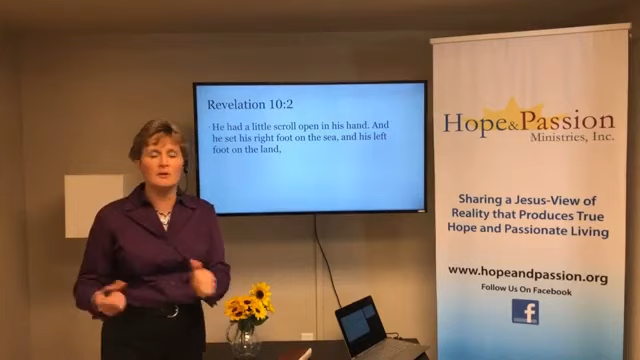 Revelation 10:2
He had a little scroll open in his hand. And
he set his right foot on the sea, and his left
foot on the land,
Hope&Passion
Ministries, Inc.
Sharing a Jesus-View of
Reality that Produces True
Hope and Passionate Living
www.hopeandpassion.org
Follow Us On Facebook
f